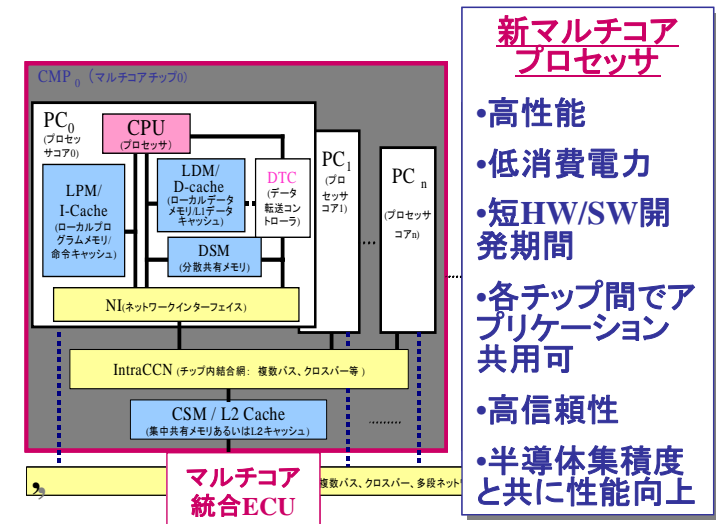 CMP0 (マルチコアチップ0)
PC0
(プロセッ
サコア0)
CPU
(プロセッサ)
LPM/
I-Cache
(ローカルプロ
グラムメモリ/
命令キャッシュ)
LDM/
D-cache
(ローカルデータ
メモリ/L1データ
キャッシュ)
DTC
(データ
転送コント
ローラ)
DSM
(分散共有メモリ)
NI(ネットワークインターフェイス)
PC1
(プロ
セッサ
コア1)
...
PC n
(プロセッサ
コアn)
......
IntraCCN (チップ内結合網: 複数バス、クロスバー等 )
CSM / L2 Cache
(集中共有メモリあるいはL2キャッシュ)
.........
複数バス、クロスバー、多段ネットワ
マルチコア
統合ECU
新マルチコア
プロセッサ
•高性能
•低消費電力
•短HW/SW開
発期間
•各チップ間でア
プリケーション
共用可
•高信頼性
•半導体集積度
と共に性能向上